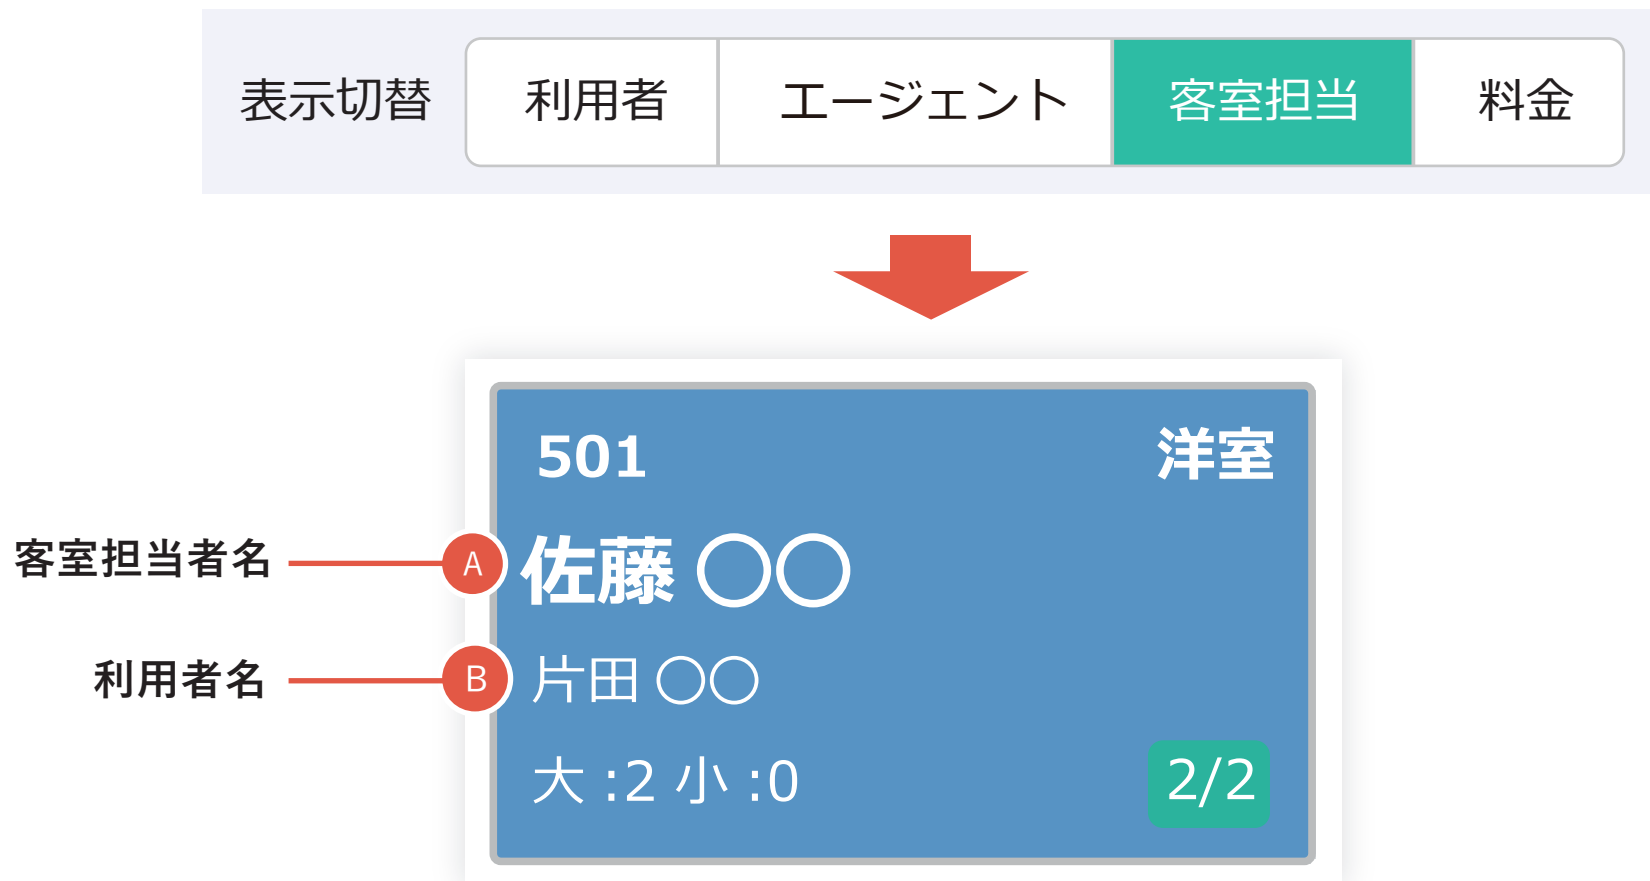 表示切替 利用者 エージェント 客室担当 料金
501 洋室
客室担当者名 A 佐藤 〇〇
利用者名 B 片田 〇〇
大 :2 小 :0 2/2